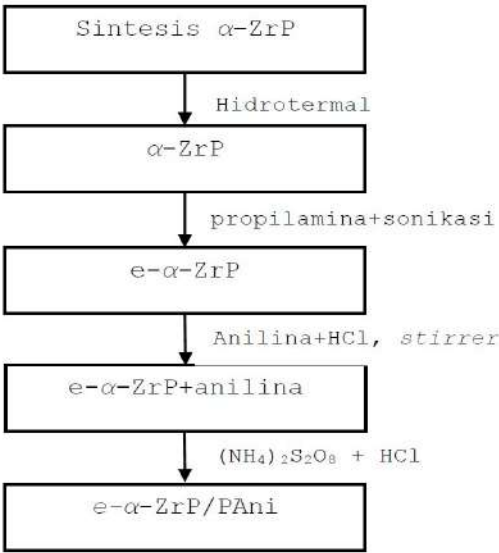 Sintesis α-ZrP
Hidrotermal
α-ZrP
propilamina+sonikasi
e-α-ZrP
Anilina+HCl, stirrer
e-α-ZrP+anilina
(NH₄)₂S₂O₈ + HCl
e-α-ZrP/PAni